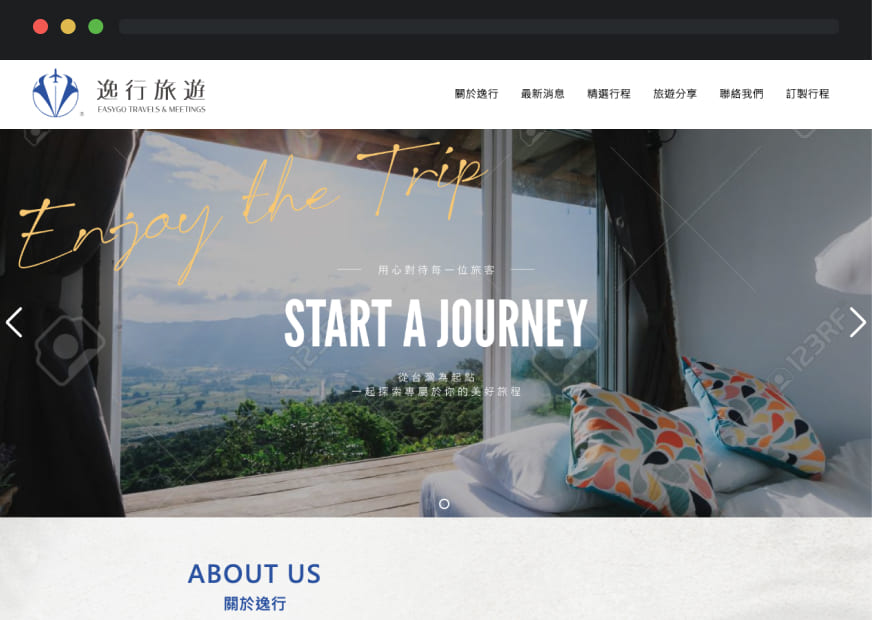 逸行旅遊
EASYGO TRAVELS & MEETINGS
關於逸行 最新消息 精選行程 旅遊分享 聯絡我們 訂製行程
Enjoy the Trip
用心對待每一位旅客
START A JOURNEY
從台灣為起點
一起探索專屬於你的美好旅程
123RF
ABOUT US
關於逸行